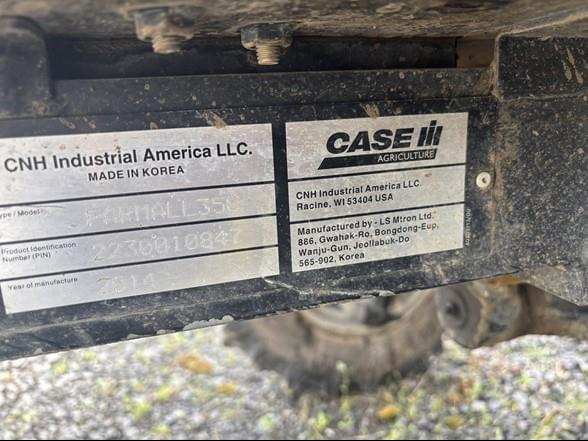 CNH Industrial America LLC.
MADE IN KOREA
Type / Model
FARMALL35C
Product Identification
Number (PIN)
Year of manufacture
2014
CASE IH
AGRICULTURE
CNH Industrial America LLC
Racine, WI 53404 USA
Manufactured by - LS Mtron Ltd.
886, Gwahak-Ro, Bongdong-Eup,
Wanju-Gun, Jeollabuk-Do
565-902, Korea